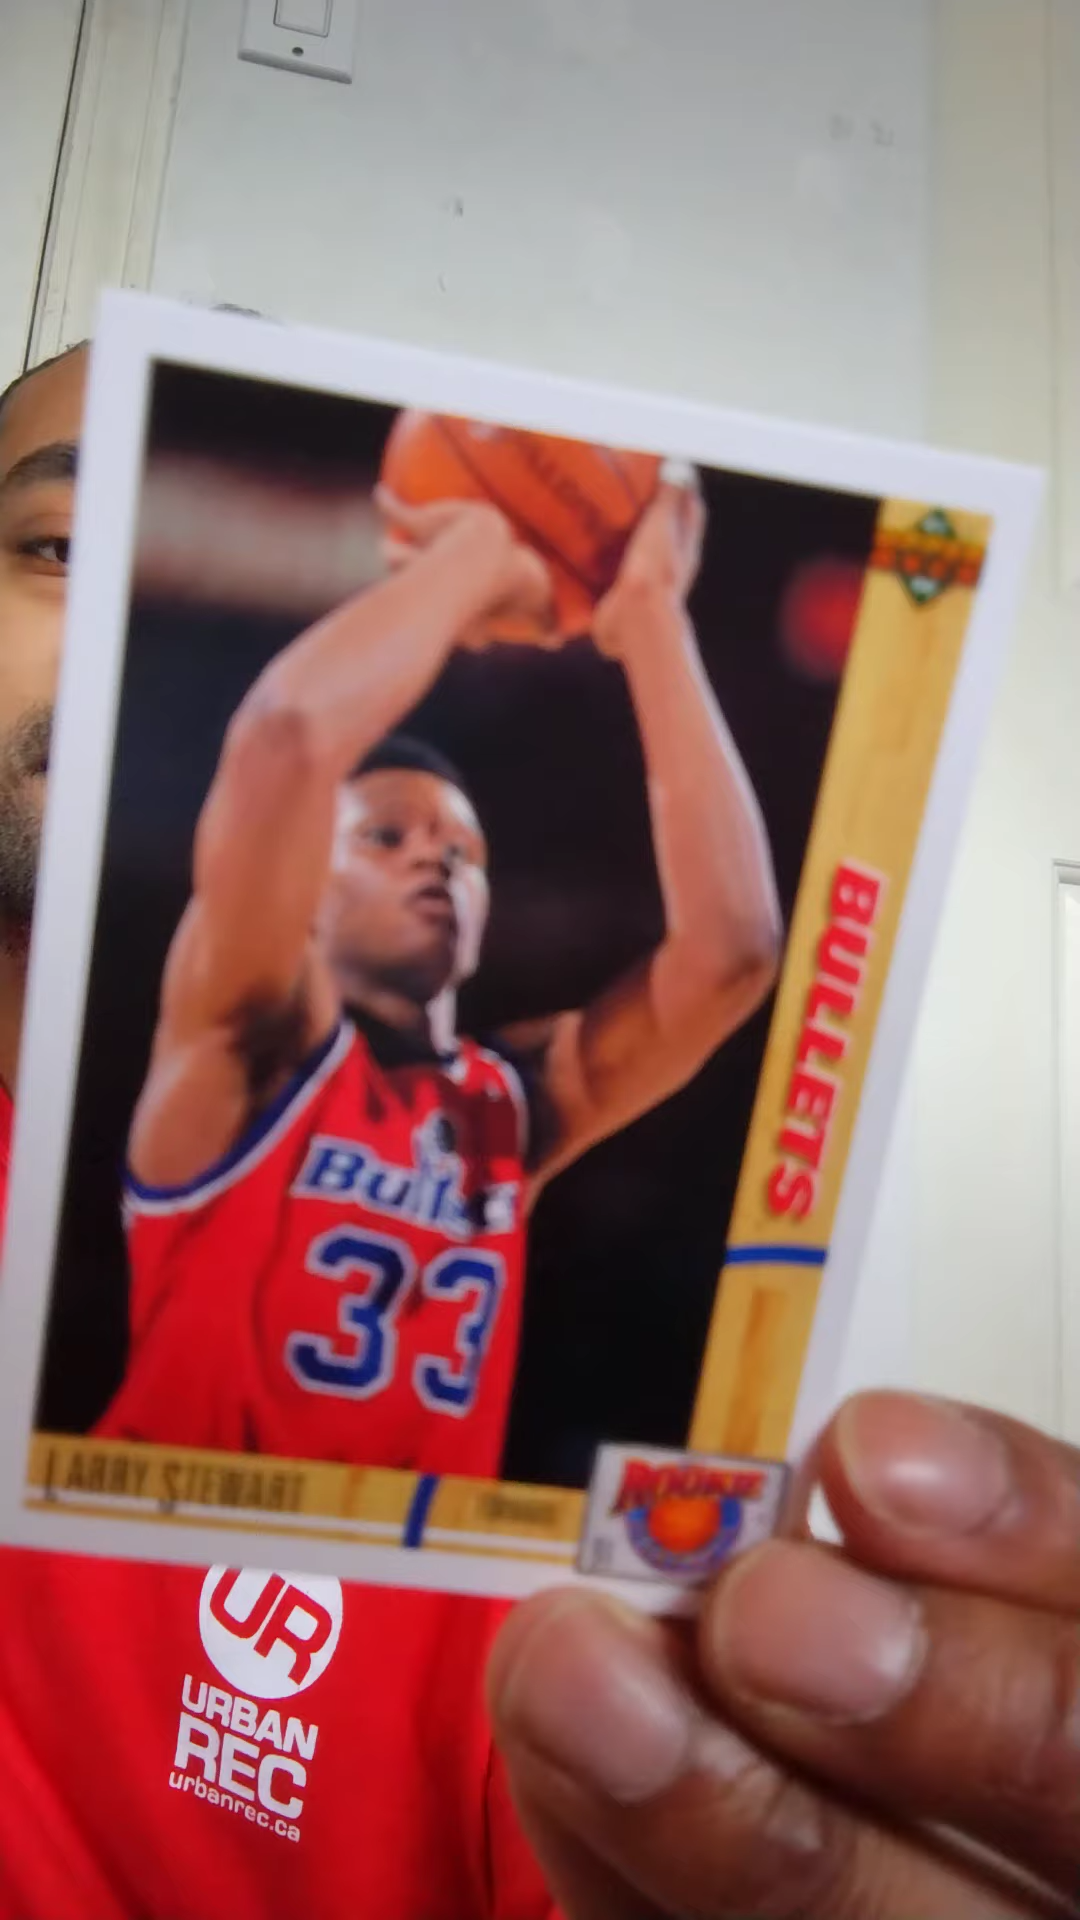 BULLETS
Bullets
33
LARRY STEWART
ROOKIE
UR
URBAN
REC
urbanrec.ca